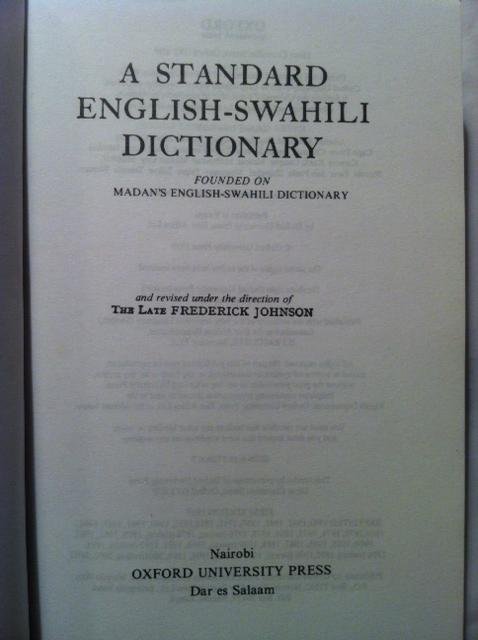 A STANDARD
ENGLISH-SWAHILI
DICTIONARY
FOUNDED ON
MADAN'S ENGLISH-SWAHILI DICTIONARY
and revised under the direction of
THE LATE FREDERICK JOHNSON
Nairobi
OXFORD UNIVERSITY PRESS
Dar es Salaam